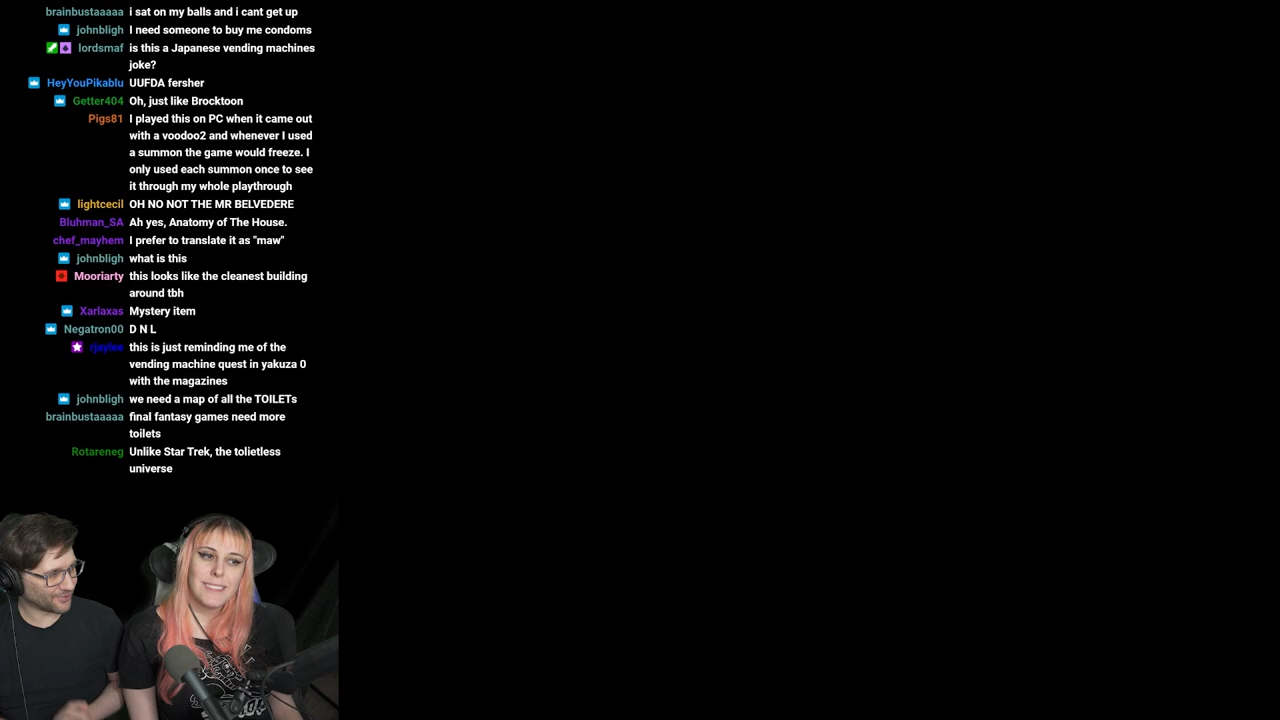 brainbustaaaaa i sat on my balls and i cant get up
johnbligh I need someone to buy me condoms
lordsmaf is this a Japanese vending machines
joke?
HeyYouPikablu UUFDA fersher
Getter404 Oh, just like Brocktoon
Pigs81 I played this on PC when it came out
with a voodoo2 and whenever I used
a summon the game would freeze. I
only used each summon once to see
it through my whole playthrough
lightcecil OH NO NOT THE MR BELVEDERE
Bluhman_SA Ah yes, Anatomy of The House.
chef_mayhem I prefer to translate it as "maw"
johnbligh what is this
Mooriarty this looks like the cleanest building
around tbh
Xarlaxas Mystery item
Negatron00 D N L
rjaylee this is just reminding me of the
vending machine quest in yakuza 0
with the magazines
johnbligh we need a map of all the TOILETs
brainbustaaaaa final fantasy games need more
toilets
Rotareneg Unlike Star Trek, the tolietless
universe